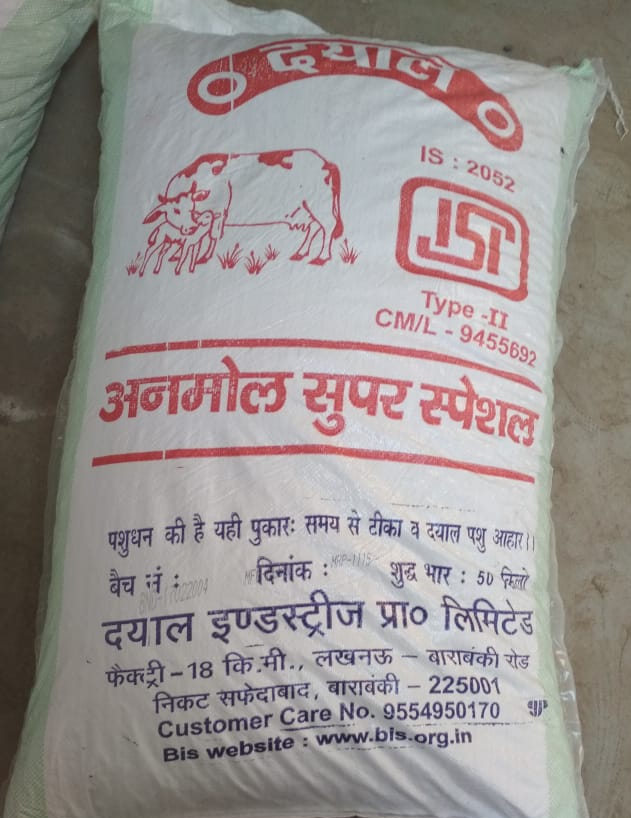 दयाल
IS : 2052
ISI
Type -II
CM/L - 9455692
अनमोल सुपर स्पेशल
पशुधन की है यही पुकारः समय से टीका व दयाल पशु आहार।।
बैच नं : दिनांक : शुद्ध भार : 50 किलो
दयाल इण्डस्ट्रीज प्रा० लिमिटेड
फैक्ट्री – 18 कि.मी., लखनऊ – बाराबंकी रोड
निकट सफेदाबाद, बाराबंकी – 225001
Customer Care No. 9554950170
Bis website : www.bis.org.in